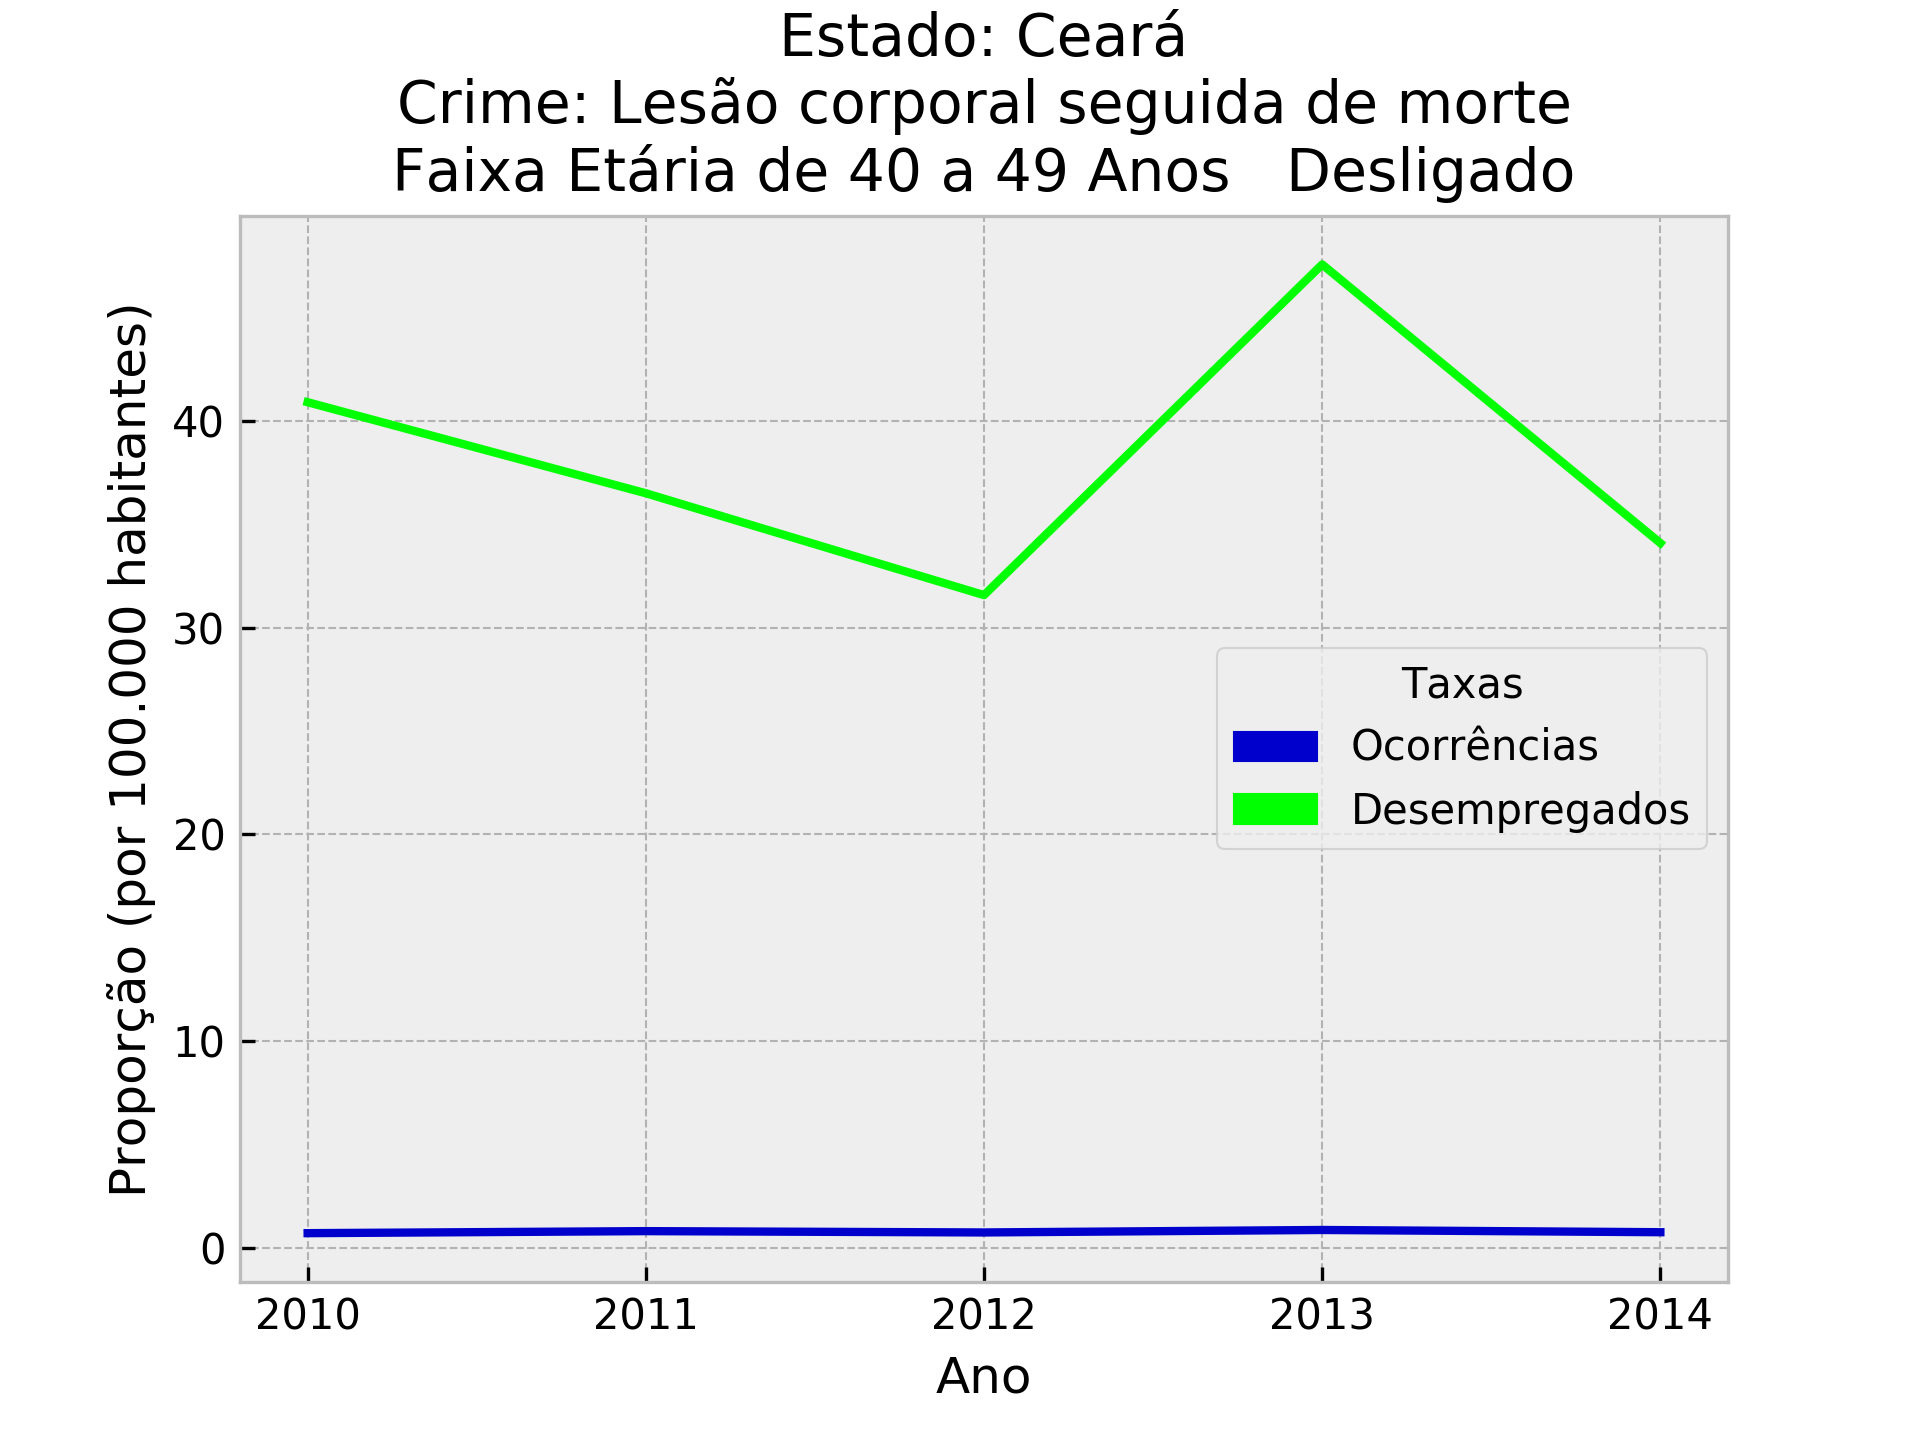 Estado: Ceará
Crime: Lesão corporal seguida de morte
Faixa Etária de 40 a 49 Anos   Desligado
Proporção (por 100.000 habitantes)
40
30
20
10
0
Taxas
Ocorrências
Desempregados
2010 2011 2012 2013 2014
Ano